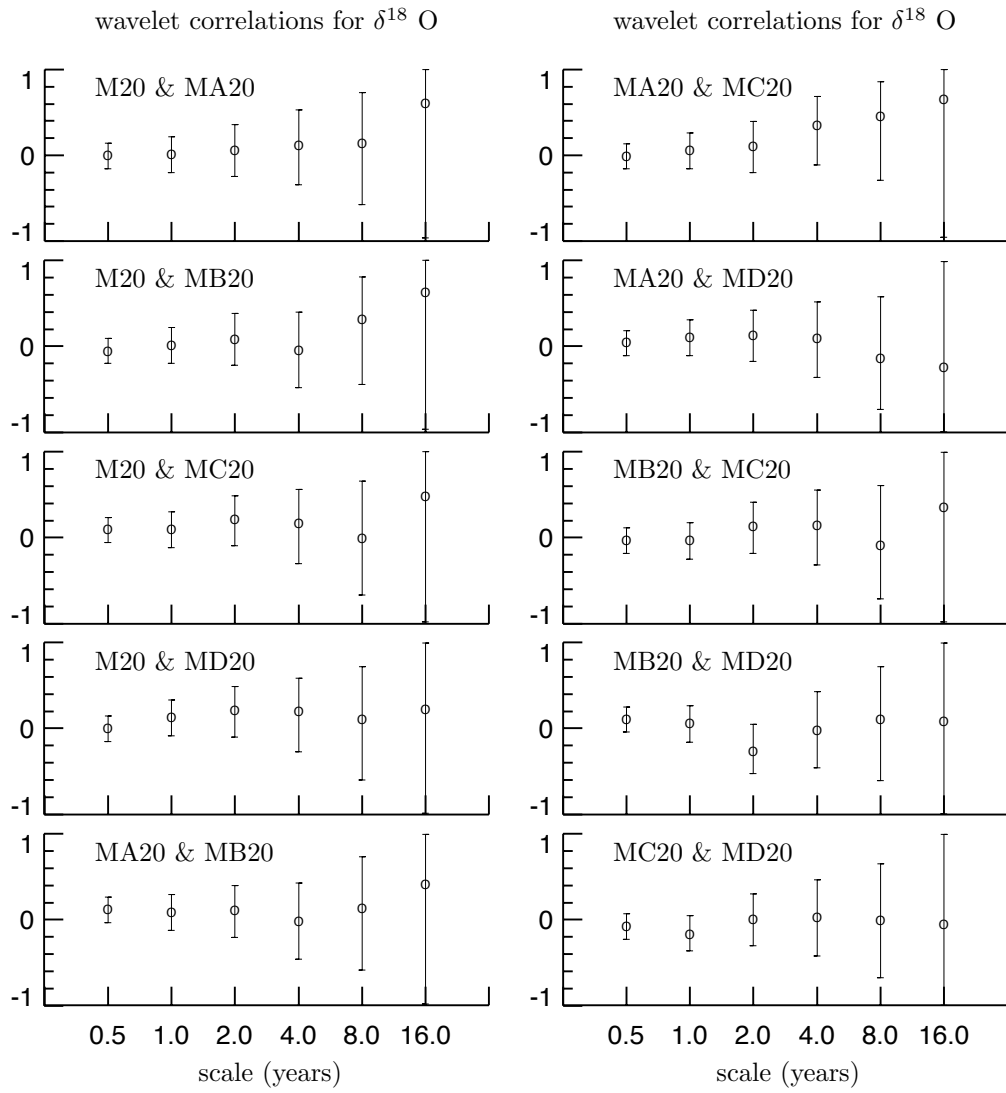 wavelet correlations for δ¹⁸ O
wavelet correlations for δ¹⁸ O
M20 & MA20
1
0
-1
MA20 & MC20
1
0
-1
M20 & MB20
1
0
-1
MA20 & MD20
1
0
-1
M20 & MC20
1
0
-1
MB20 & MC20
1
0
-1
M20 & MD20
1
0
-1
MB20 & MD20
1
0
-1
MA20 & MB20
1
0
-1
MC20 & MD20
1
0
-1
0.5 1.0 2.0 4.0 8.0 16.0
0.5 1.0 2.0 4.0 8.0 16.0
scale (years)
scale (years)